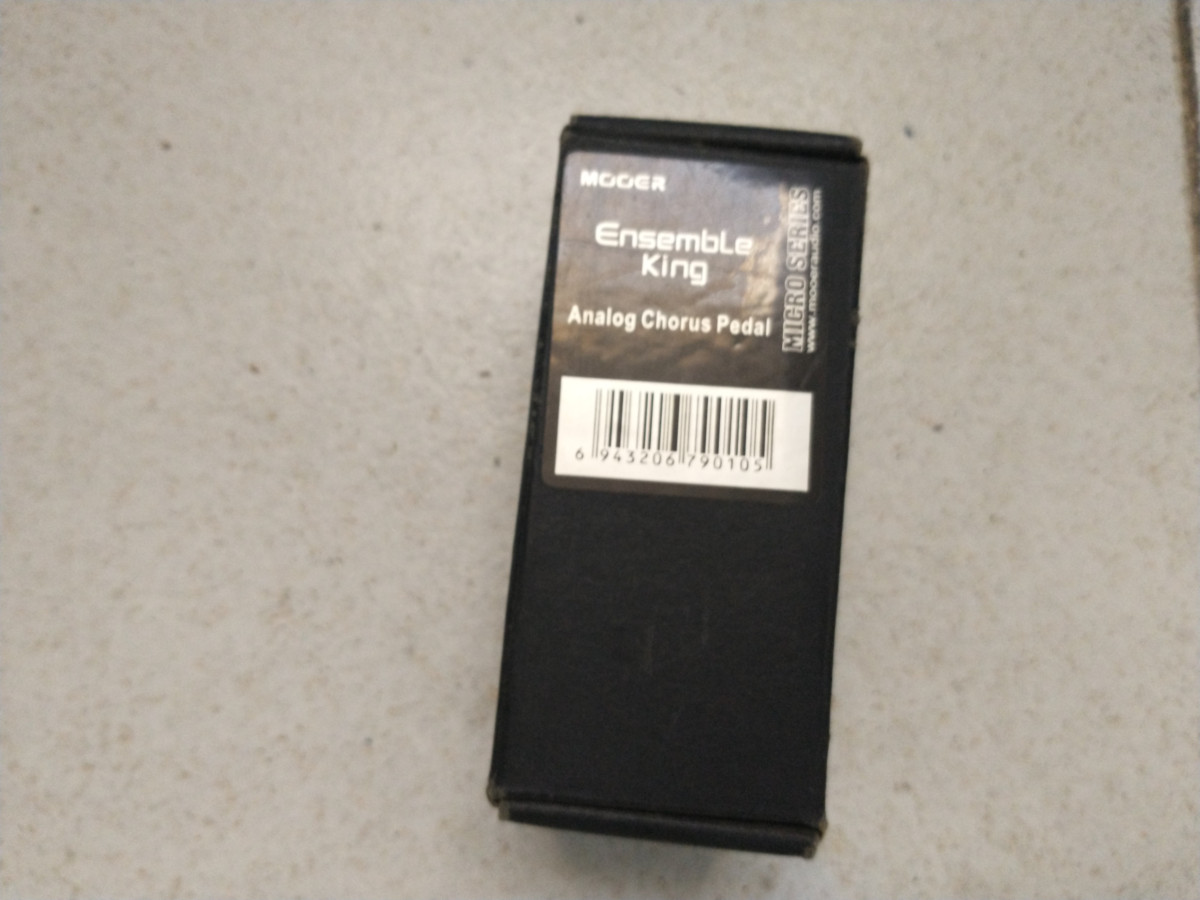 MOOER
Ensemble
King
Analog Chorus Pedal
MICRO SERIES
www.mooeraudio.com
6 943206 790105